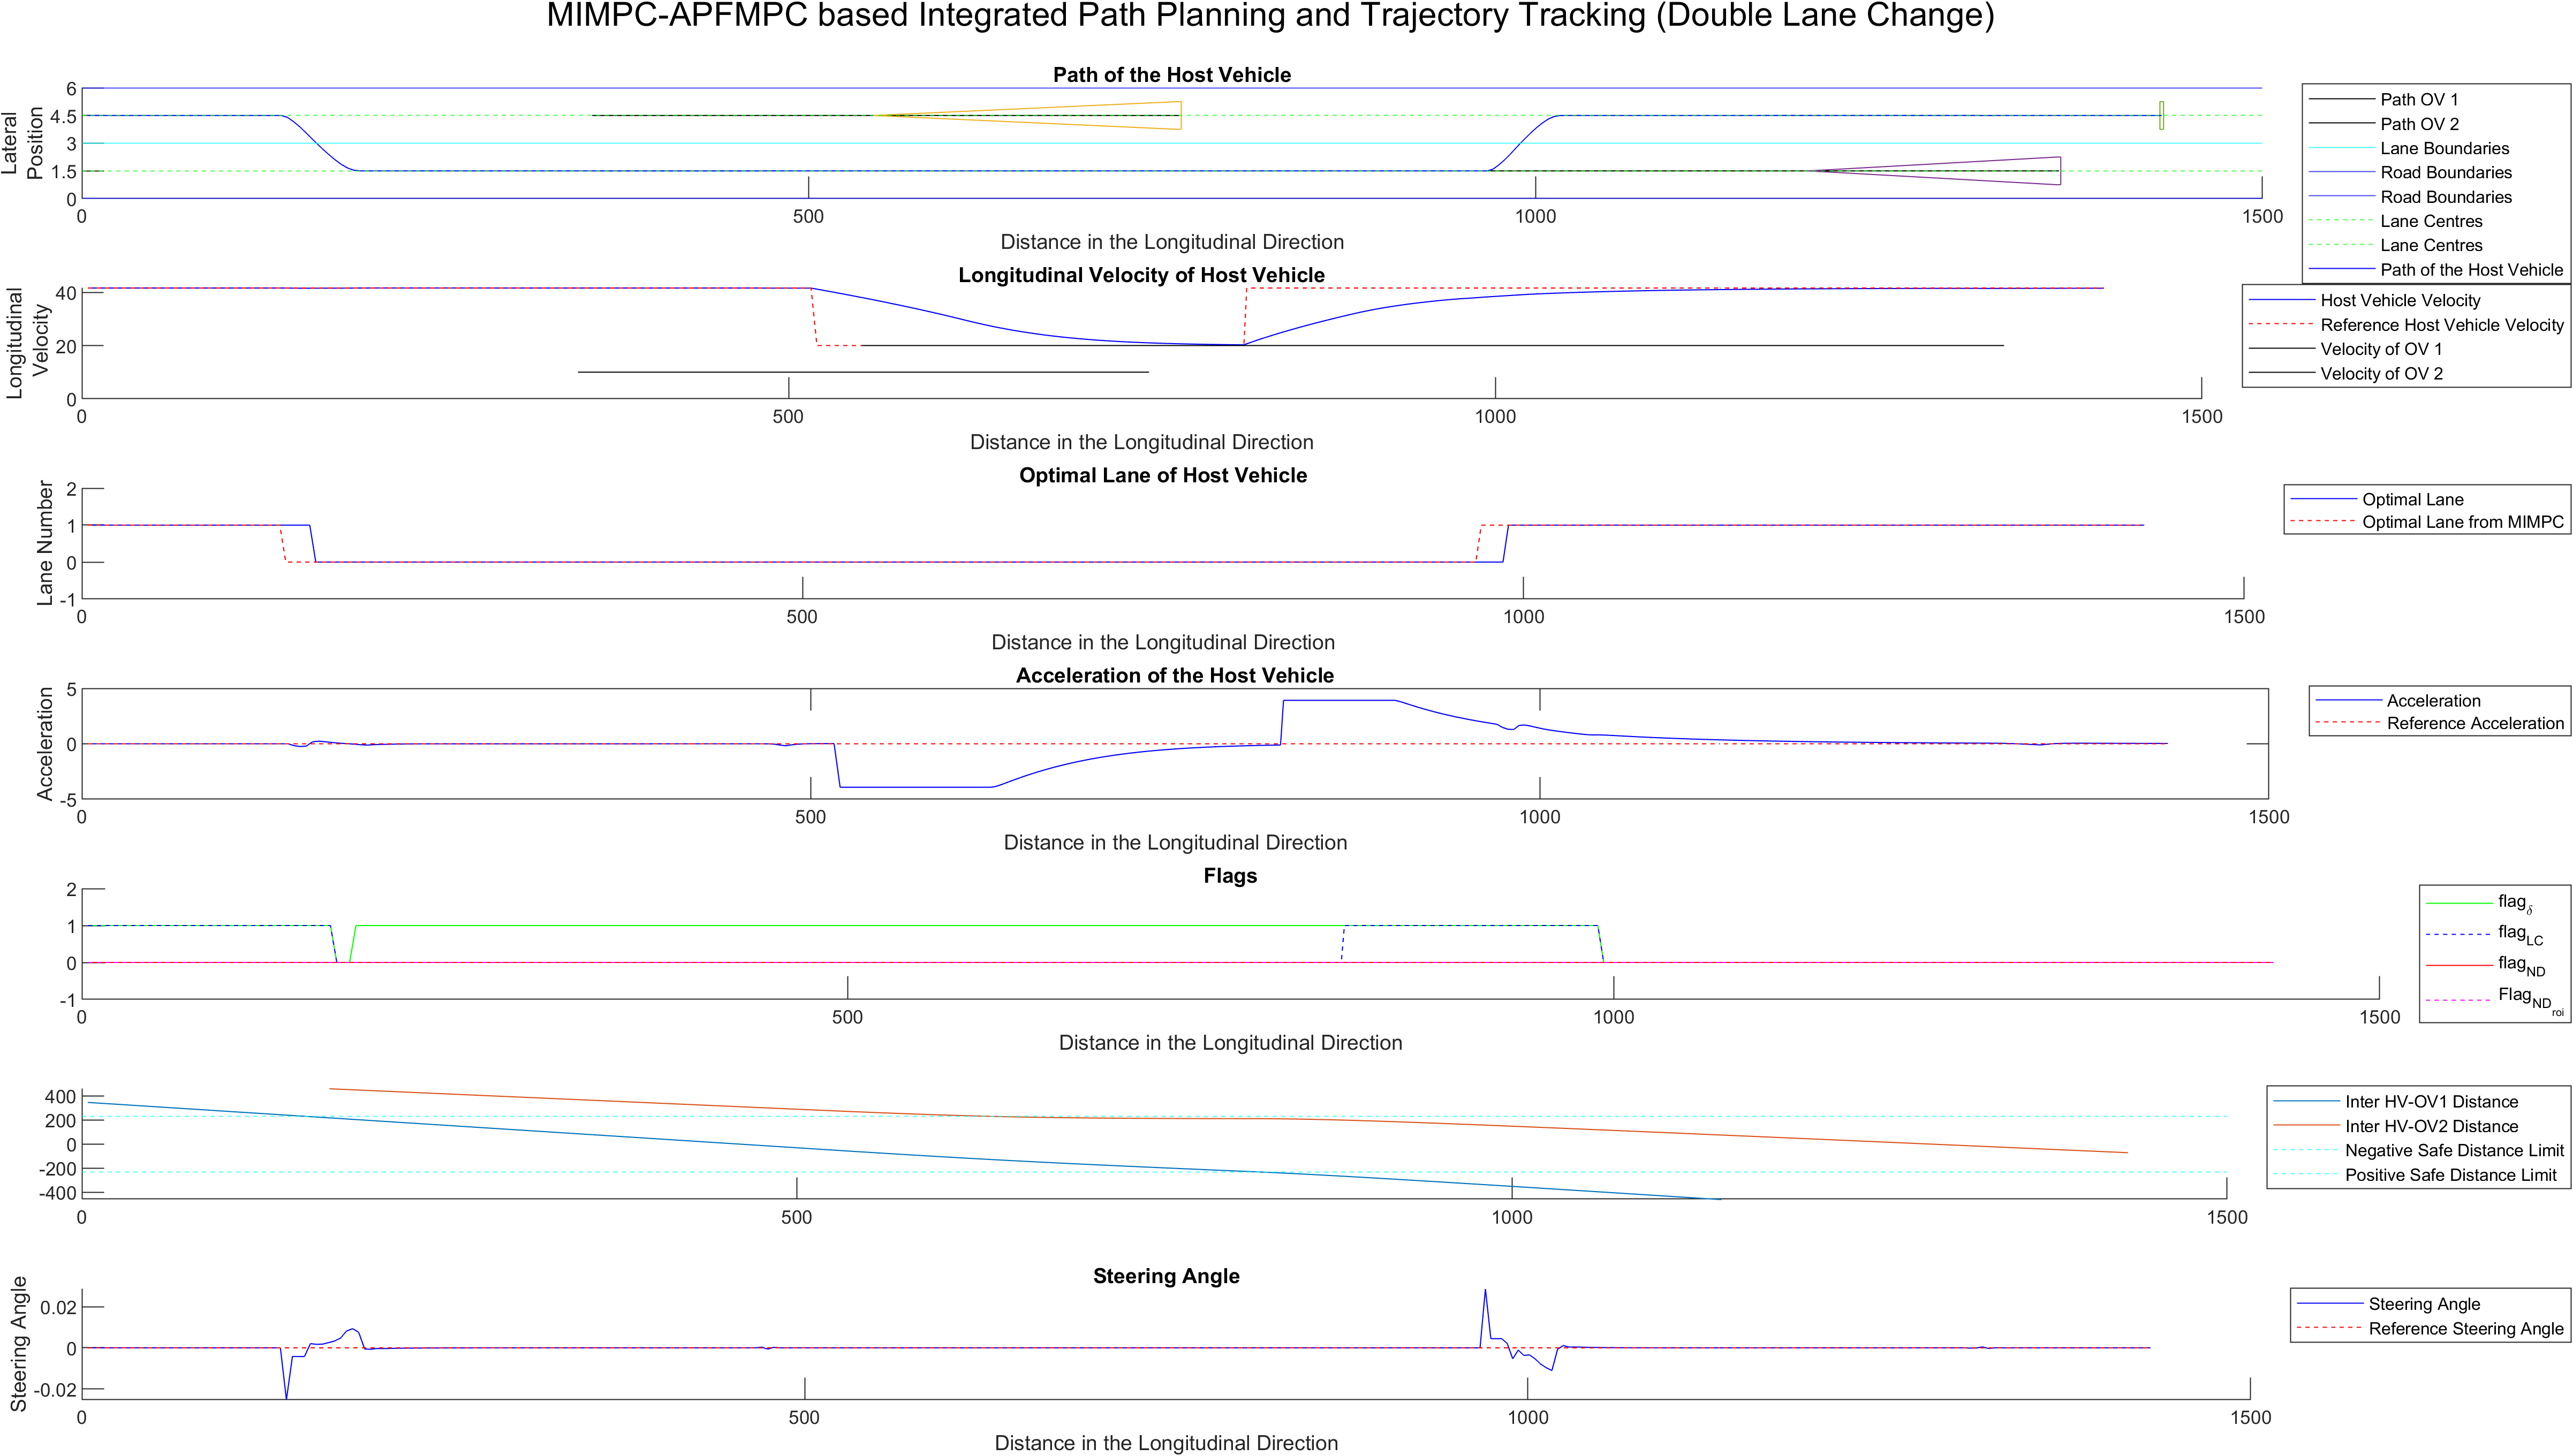 MIMPC-APFMPC based Integrated Path Planning and Trajectory Tracking (Double Lane Change)
Path of the Host Vehicle
Lateral
Position
6
4.5
3
1.5
0
0
500
1000
1500
Distance in the Longitudinal Direction
Path OV 1
Path OV 2
Lane Boundaries
Road Boundaries
Road Boundaries
Lane Centres
Lane Centres
Path of the Host Vehicle
Longitudinal Velocity of Host Vehicle
Longitudinal
Velocity
40
20
0
0
500
1000
1500
Distance in the Longitudinal Direction
Host Vehicle Velocity
Reference Host Vehicle Velocity
Velocity of OV 1
Velocity of OV 2
Optimal Lane of Host Vehicle
Lane Number
2
1
0
-1
0
500
1000
1500
Distance in the Longitudinal Direction
Optimal Lane
Optimal Lane from MIMPC
Acceleration of the Host Vehicle
Acceleration
5
0
-5
0
500
1000
1500
Distance in the Longitudinal Direction
Acceleration
Reference Acceleration
Flags
2
1
0
-1
0
500
1000
1500
Distance in the Longitudinal Direction
flagδ
flagLC
flagND
FlagNDroi
400
200
0
-200
-400
0
500
1000
1500
Inter HV-OV1 Distance
Inter HV-OV2 Distance
Negative Safe Distance Limit
Positive Safe Distance Limit
Steering Angle
Steering Angle
0.02
0
-0.02
0
500
1000
1500
Distance in the Longitudinal Direction
Steering Angle
Reference Steering Angle